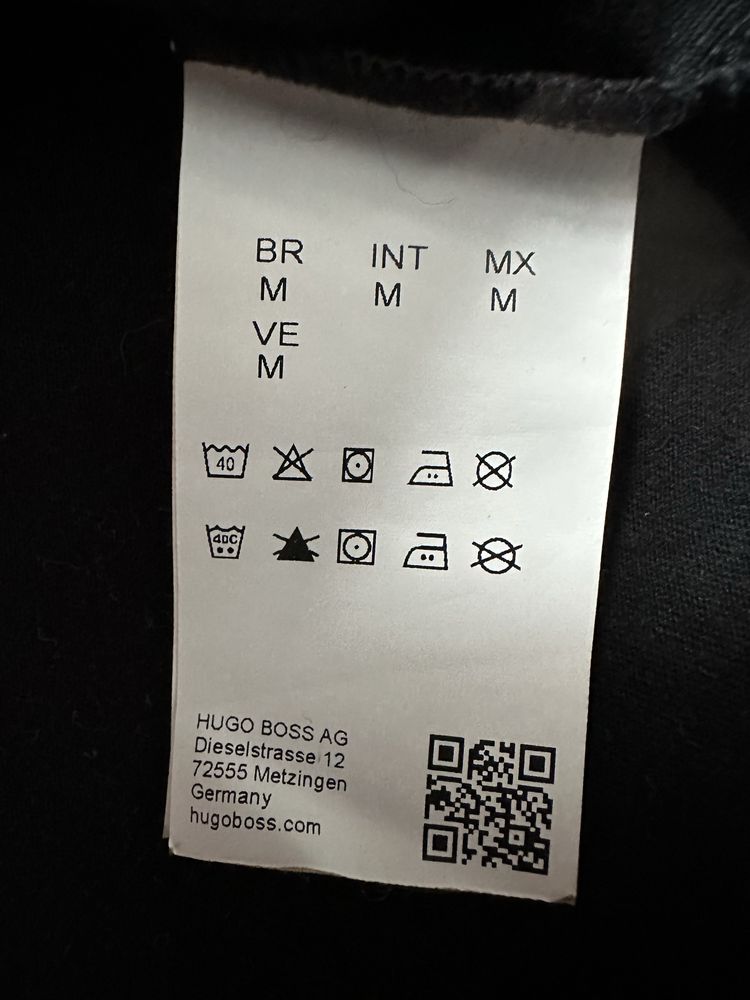 BR INT MX
M M M
VE
M
40
40C
HUGO BOSS AG
Dieselstrasse 12
72555 Metzingen
Germany
hugoboss.com